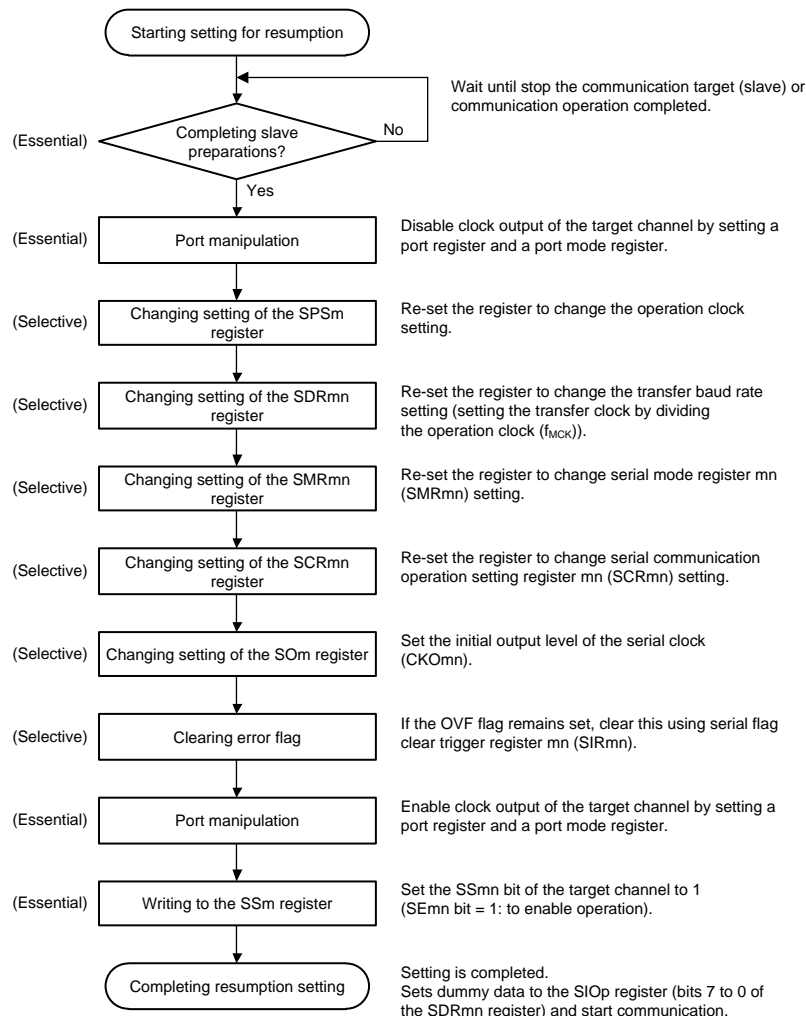 Starting setting for resumption
Wait until stop the communication target (slave) or
communication operation completed.
(Essential)
Completing slave
preparations?
No
Yes
(Essential)
Port manipulation
Disable clock output of the target channel by setting a
port register and a port mode register.
(Selective)
Changing setting of the SPSm
register
Re-set the register to change the operation clock
setting.
(Selective)
Changing setting of the SDRmn
register
Re-set the register to change the transfer baud rate
setting (setting the transfer clock by dividing
the operation clock (fMCK)).
(Selective)
Changing setting of the SMRmn
register
Re-set the register to change serial mode register mn
(SMRmn) setting.
(Selective)
Changing setting of the SCRmn
register
Re-set the register to change serial communication
operation setting register mn (SCRmn) setting.
(Selective)
Changing setting of the SOm register
Set the initial output level of the serial clock
(CKOmn).
(Selective)
Clearing error flag
If the OVF flag remains set, clear this using serial flag
clear trigger register mn (SIRmn).
(Essential)
Port manipulation
Enable clock output of the target channel by setting a
port register and a port mode register.
(Essential)
Writing to the SSm register
Set the SSmn bit of the target channel to 1
(SEmn bit = 1: to enable operation).
Completing resumption setting
Setting is completed.
Sets dummy data to the SIOp register (bits 7 to 0 of
the SDRmn register) and start communication.